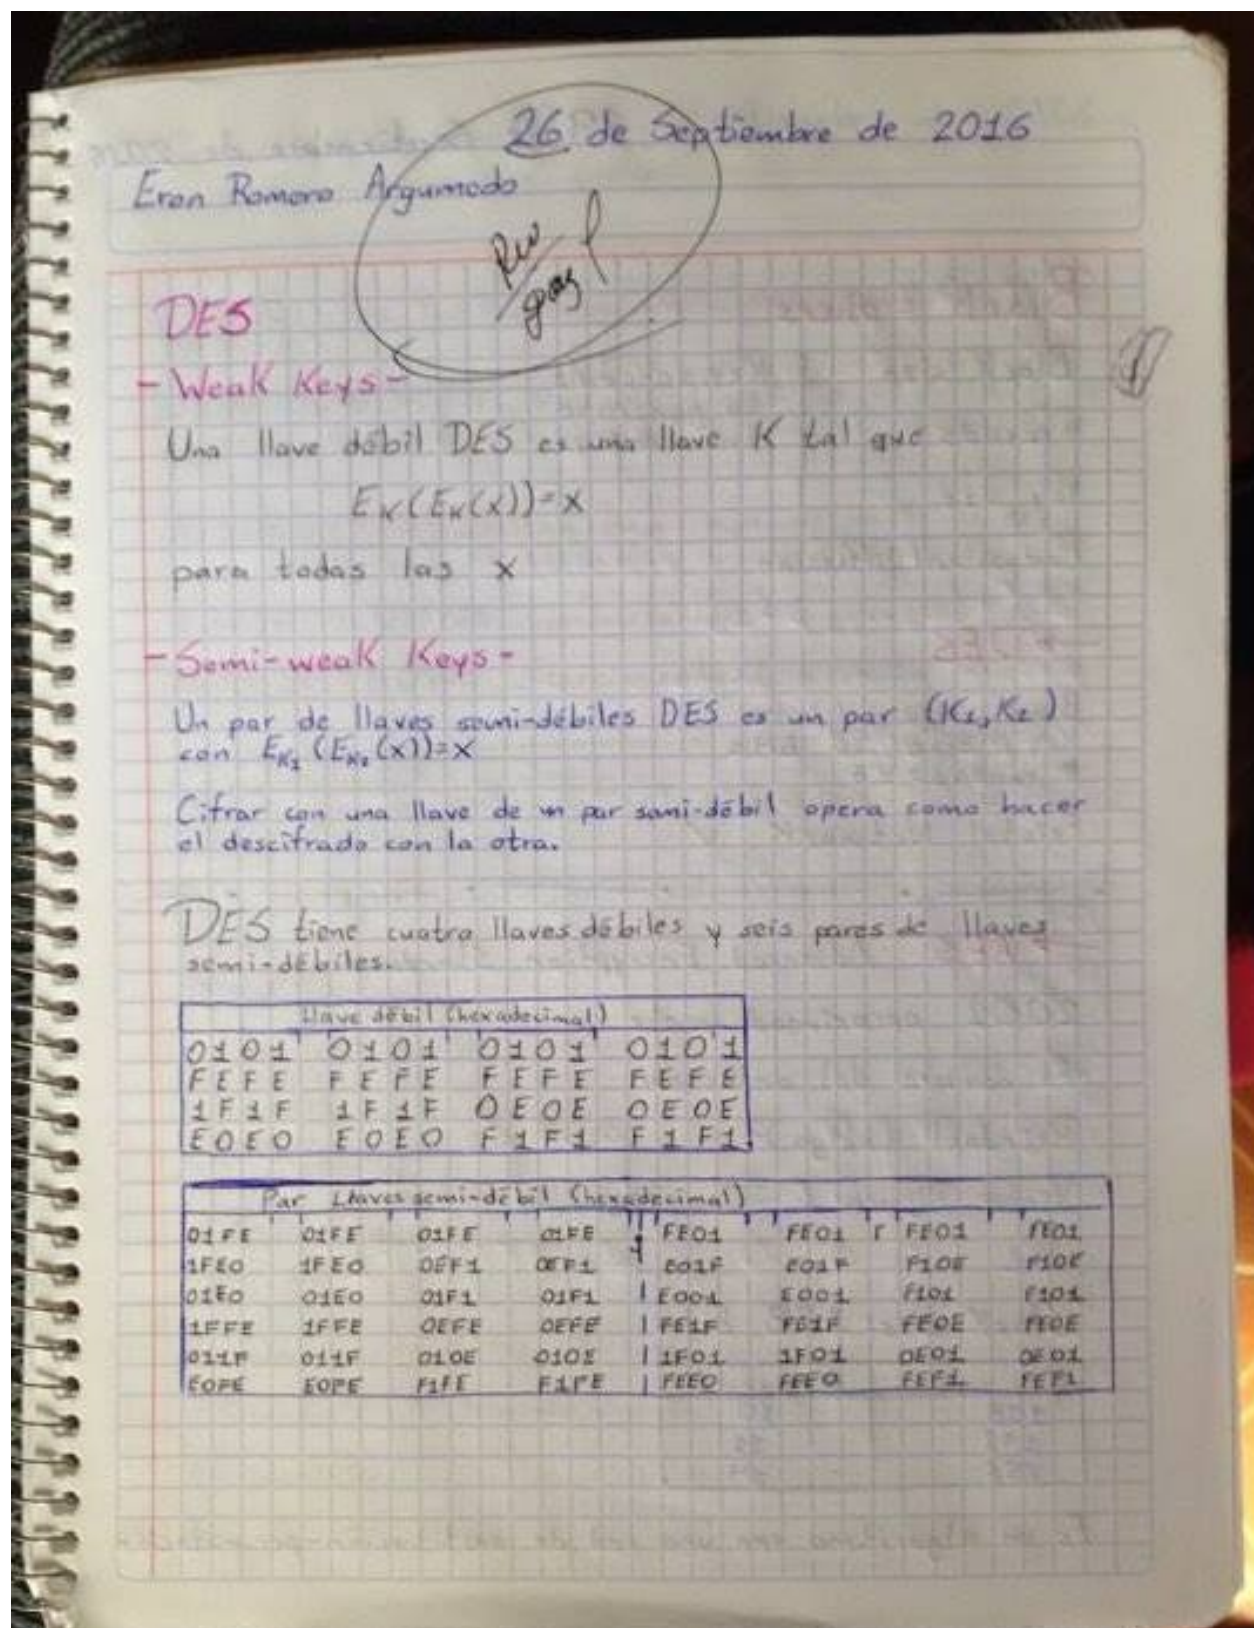 26 de Septiembre de 2016
Eron Romero Argumedo
DES
- Weak Keys -
Una llave débil DES es una llave K tal que
EK(EK(x))=x
para todas las x
- Semi-weak Keys -
Un par de llaves semi-débiles DES es un par (K1, K2)
con EK1(EK2(x))=x
Cifrar con una llave de un par semi-débil opera como hacer
el descifrado con la otra.
DES tiene cuatro llaves débiles y seis pares de llaves
semi-débiles.
Llave débil (hexadecimal)
0101 0101 0101 0101
FEFE FEFE FEFE FEFE
1F1F 1F1F 0E0E 0E0E
E0E0 E0E0 F1F1 F1F1
Par Llaves semi-débil (hexadecimal)
01FE 01FE 01FE 01FE FE01 FE01 FE01 FE01
1FE0 1FE0 0EF1 0EF1 E01F E01F F10E F10E
01E0 01E0 01F1 01F1 E001 E001 F101 F101
1FFE 1FFE 0EFE 0EFE FE1F FE1F FE0E FE0E
011F 011F 010E 010E 1F01 1F01 0E01 0E01
E0FE E0FE F1FE F1FE FEE0 FEE0 FEF1 FEF1